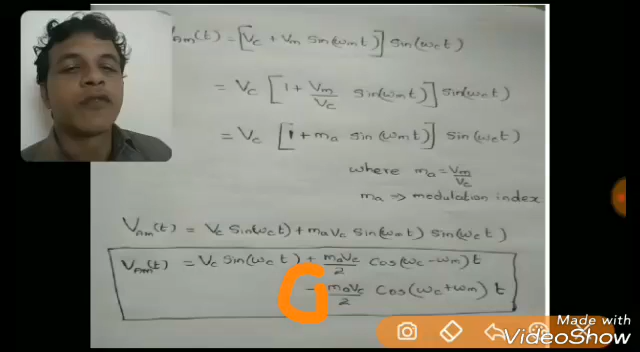 Vam(t) = [Vc + Vm sin(ωmt)] sin(ωct)
= Vc [1 + Vm/Vc sin(ωmt)] sin(ωct)
= Vc [1 + ma sin(ωmt)] sin(ωct)
where ma = Vm/Vc
ma => modulation index
VAm(t) = Vc sin(ωct) + maVc sin(ωmt) sin(ωct)
VAm(t) = Vc sin(ωct) + maVc/2 cos(ωc-ωm)t
- maVc/2 cos(ωc+ωm)t
Made with
VideoShow